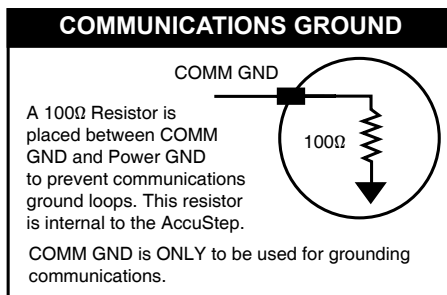 COMMUNICATIONS GROUND
COMM GND
A 100Ω Resistor is
placed between COMM
GND and Power GND
to prevent communications
ground loops. This resistor
is internal to the AccuStep.
100Ω
COMM GND is ONLY to be used for grounding
communications.